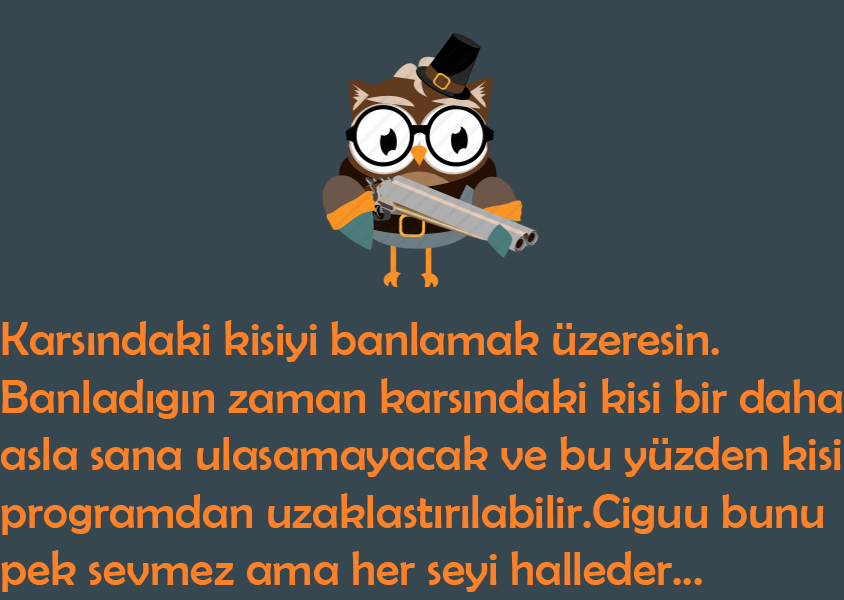 Karsındaki kisiyi banlamak üzeresin.
Banladıgın zaman karsındaki kisi bir daha
asla sana ulasamayacak ve bu yüzden kisi
programdan uzaklastırılabilir.Ciguu bunu
pek sevmez ama her seyi halleder...